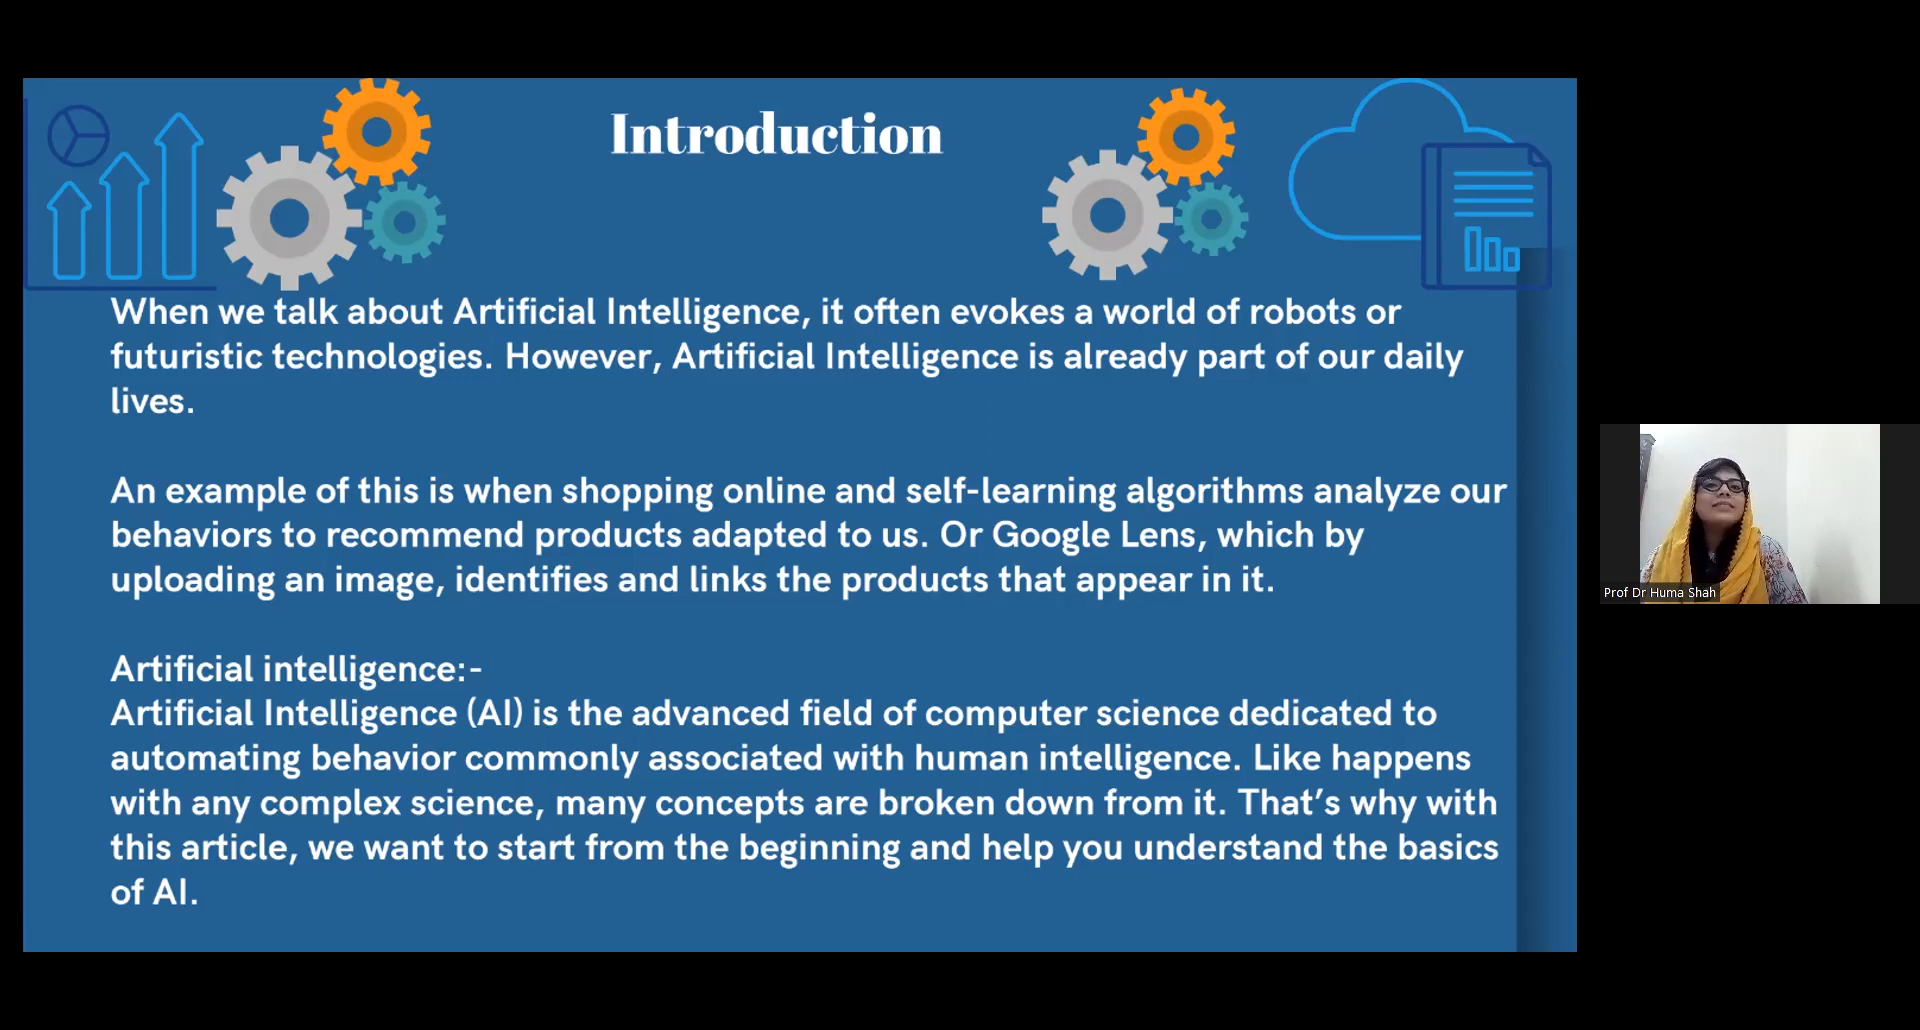 Introduction
When we talk about Artificial Intelligence, it often evokes a world of robots or
futuristic technologies. However, Artificial Intelligence is already part of our daily
lives.
An example of this is when shopping online and self-learning algorithms analyze our
behaviors to recommend products adapted to us. Or Google Lens, which by
uploading an image, identifies and links the products that appear in it.
Artificial intelligence:-
Artificial Intelligence (AI) is the advanced field of computer science dedicated to
automating behavior commonly associated with human intelligence. Like happens
with any complex science, many concepts are broken down from it. That’s why with
this article, we want to start from the beginning and help you understand the basics
of AI.
Prof Dr Huma Shah